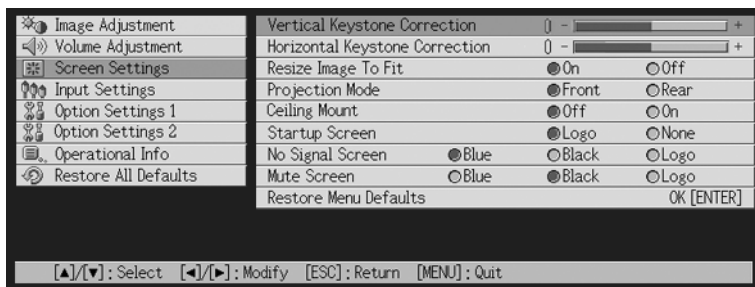 Image Adjustment
Volume Adjustment
Screen Settings
Input Settings
Option Settings 1
Option Settings 2
Operational Info
Restore All Defaults
Vertical Keystone Correction 0 - +
Horizontal Keystone Correction 0 - +
Resize Image To Fit On Off
Projection Mode Front Rear
Ceiling Mount Off On
Startup Screen Logo None
No Signal Screen Blue Black Logo
Mute Screen Blue Black Logo
Restore Menu Defaults OK [ENTER]
[▲]/[▼]:Select [◄]/[►]:Modify [ESC]:Return [MENU]:Quit